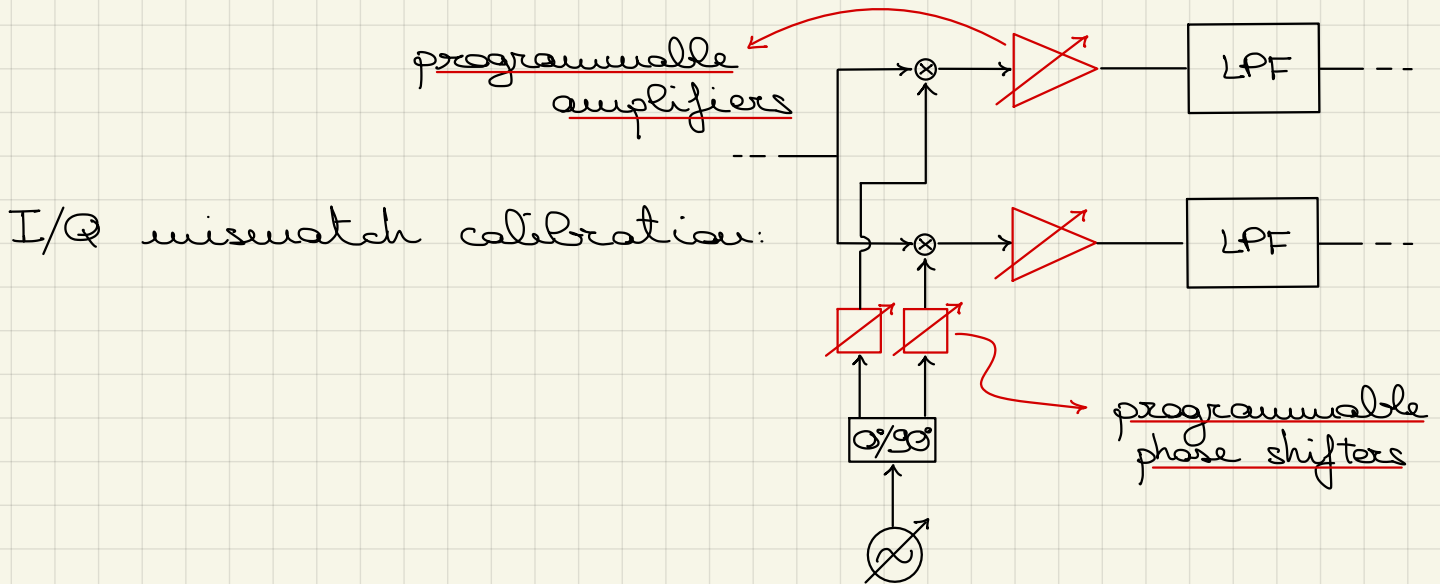 programmable
amplifiers
LPF
I/Q mismatch calibration:
LPF
programmable
phase shifters
0°/90°